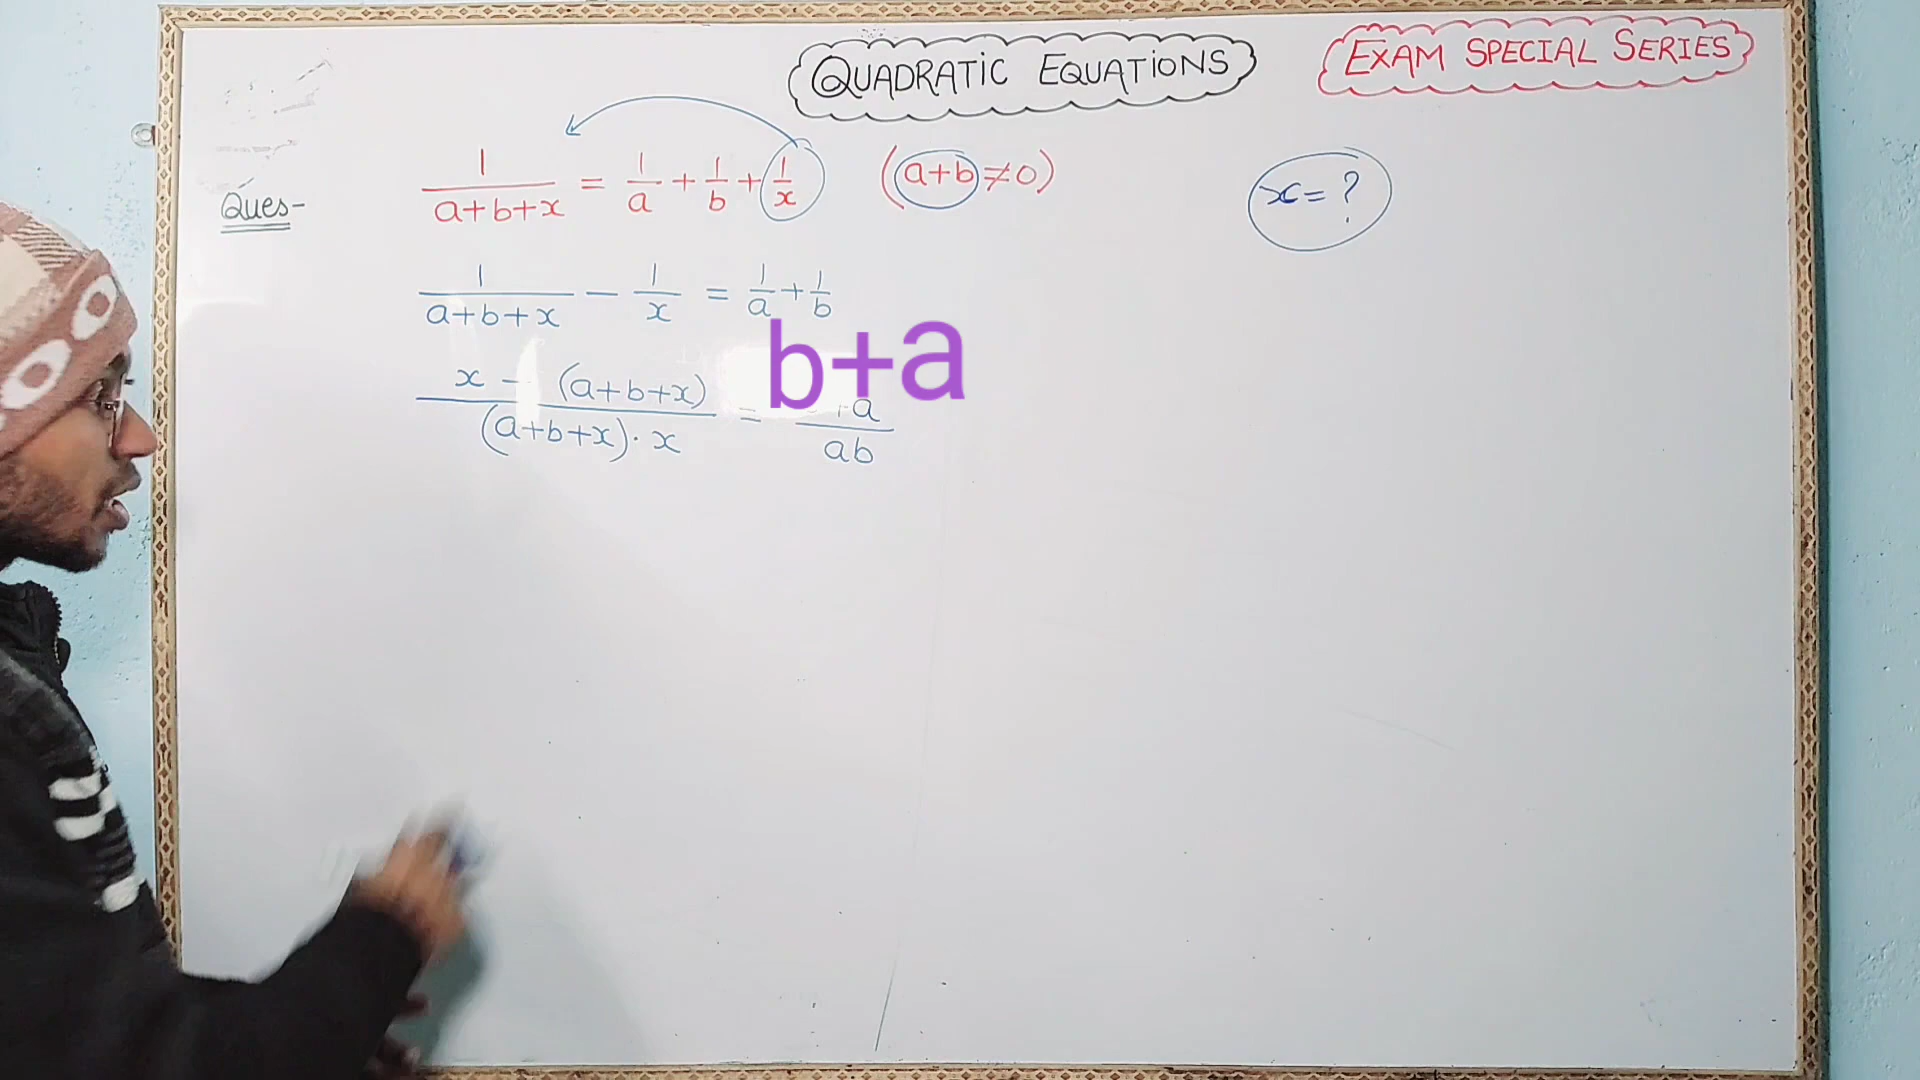 QUADRATIC EQUATIONS
EXAM SPECIAL SERIES
Ques- 1/(a+b+x) = 1/a + 1/b + 1/x (a+b≠0) x = ?
1/(a+b+x) - 1/x = 1/a + 1/b
b+a
(x - (a+b+x))/((a+b+x)·x) = +a/ab